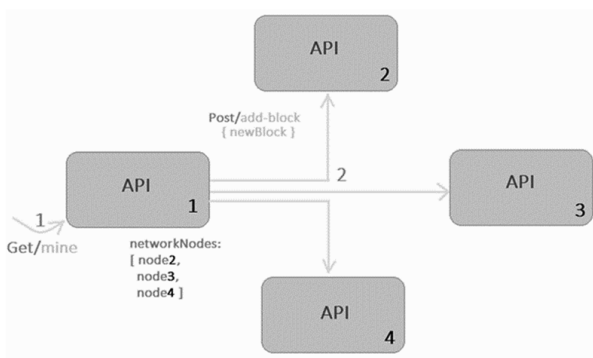 API
2
Post/add-block
{ newBlock }
2
API
1
API
3
1
Get/mine
networkNodes:
[ node2,
node3,
node4 ]
API
4